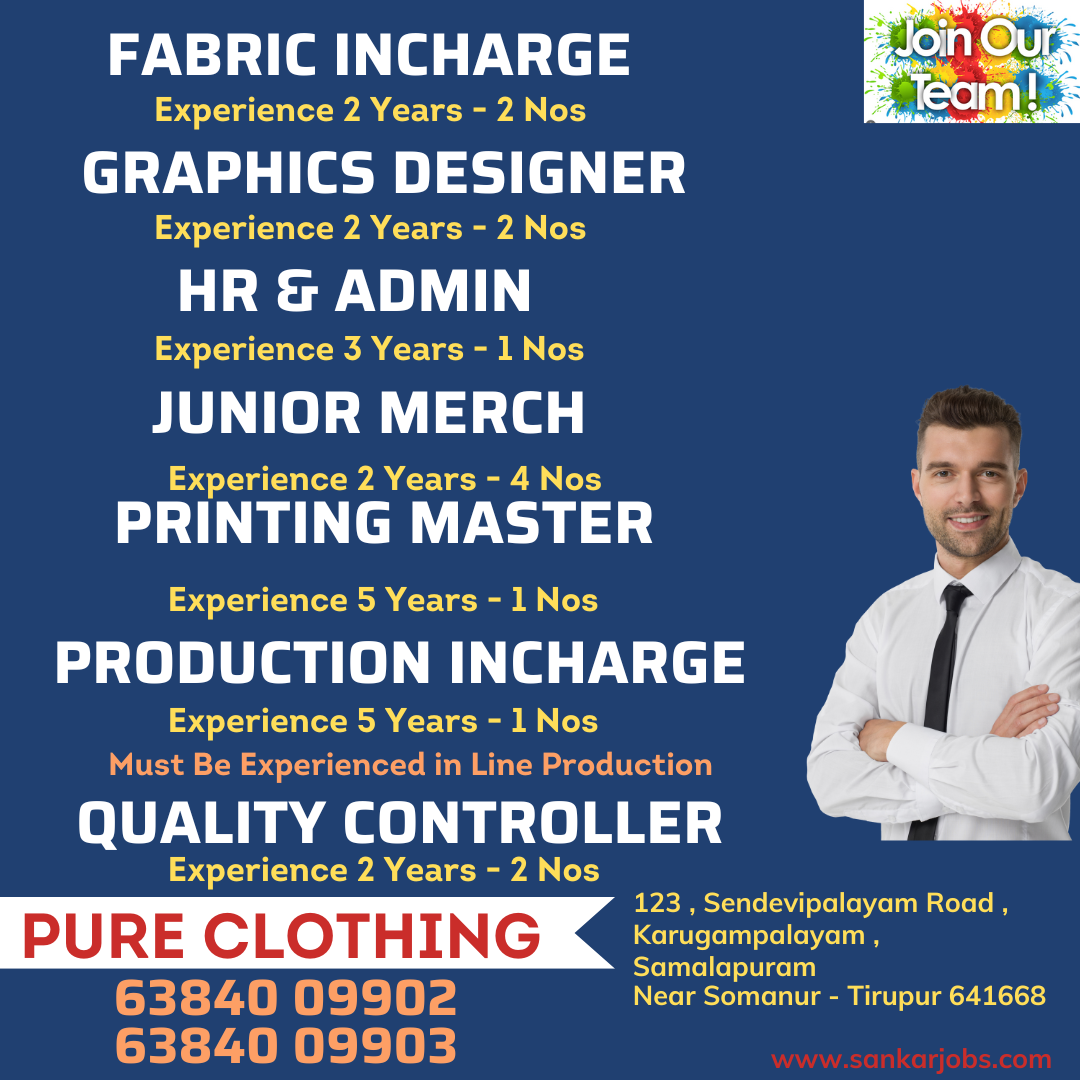 Join Our
Team !
FABRIC INCHARGE
Experience 2 Years - 2 Nos
GRAPHICS DESIGNER
Experience 2 Years - 2 Nos
HR & ADMIN
Experience 3 Years - 1 Nos
JUNIOR MERCH
Experience 2 Years - 4 Nos
PRINTING MASTER
Experience 5 Years - 1 Nos
PRODUCTION INCHARGE
Experience 5 Years - 1 Nos
Must Be Experienced in Line Production
QUALITY CONTROLLER
Experience 2 Years - 2 Nos
PURE CLOTHING
63840 09902
63840 09903
123 , Sendevipalayam Road ,
Karugampalayam ,
Samalapuram
Near Somanur - Tirupur 641668
www.sankarjobs.com